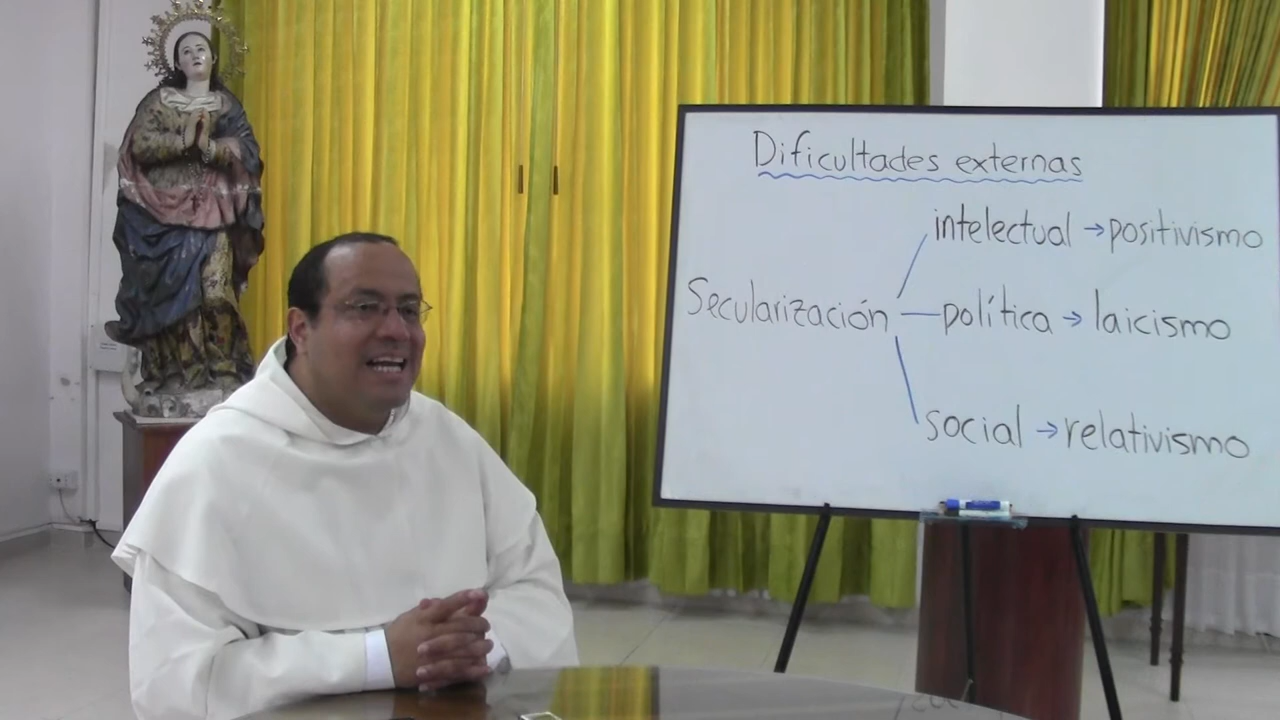 Dificultades externas
intelectual → positivismo
Secularización — política → laicismo
social → relativismo